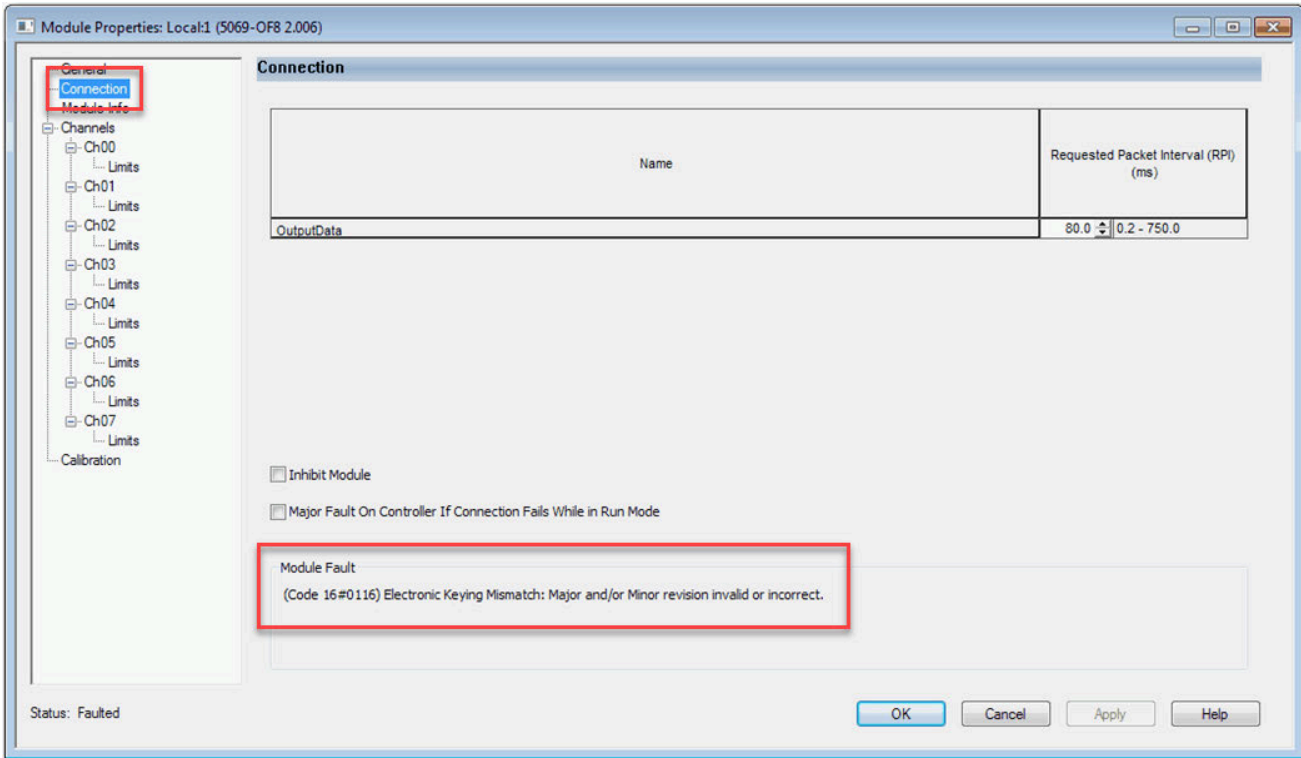 Module Properties: Local:1 (5069-OF8 2.006)
General
Connection
Module Info
Channels
Ch00
Limits
Ch01
Limits
Ch02
Limits
Ch03
Limits
Ch04
Limits
Ch05
Limits
Ch06
Limits
Ch07
Limits
Calibration
Connection
Name
Requested Packet Interval (RPI)
(ms)
OutputData
80.0 0.2 - 750.0
Inhibit Module
Major Fault On Controller If Connection Fails While in Run Mode
Module Fault
(Code 16#0116) Electronic Keying Mismatch: Major and/or Minor revision invalid or incorrect.
Status: Faulted
OK
Cancel
Apply
Help